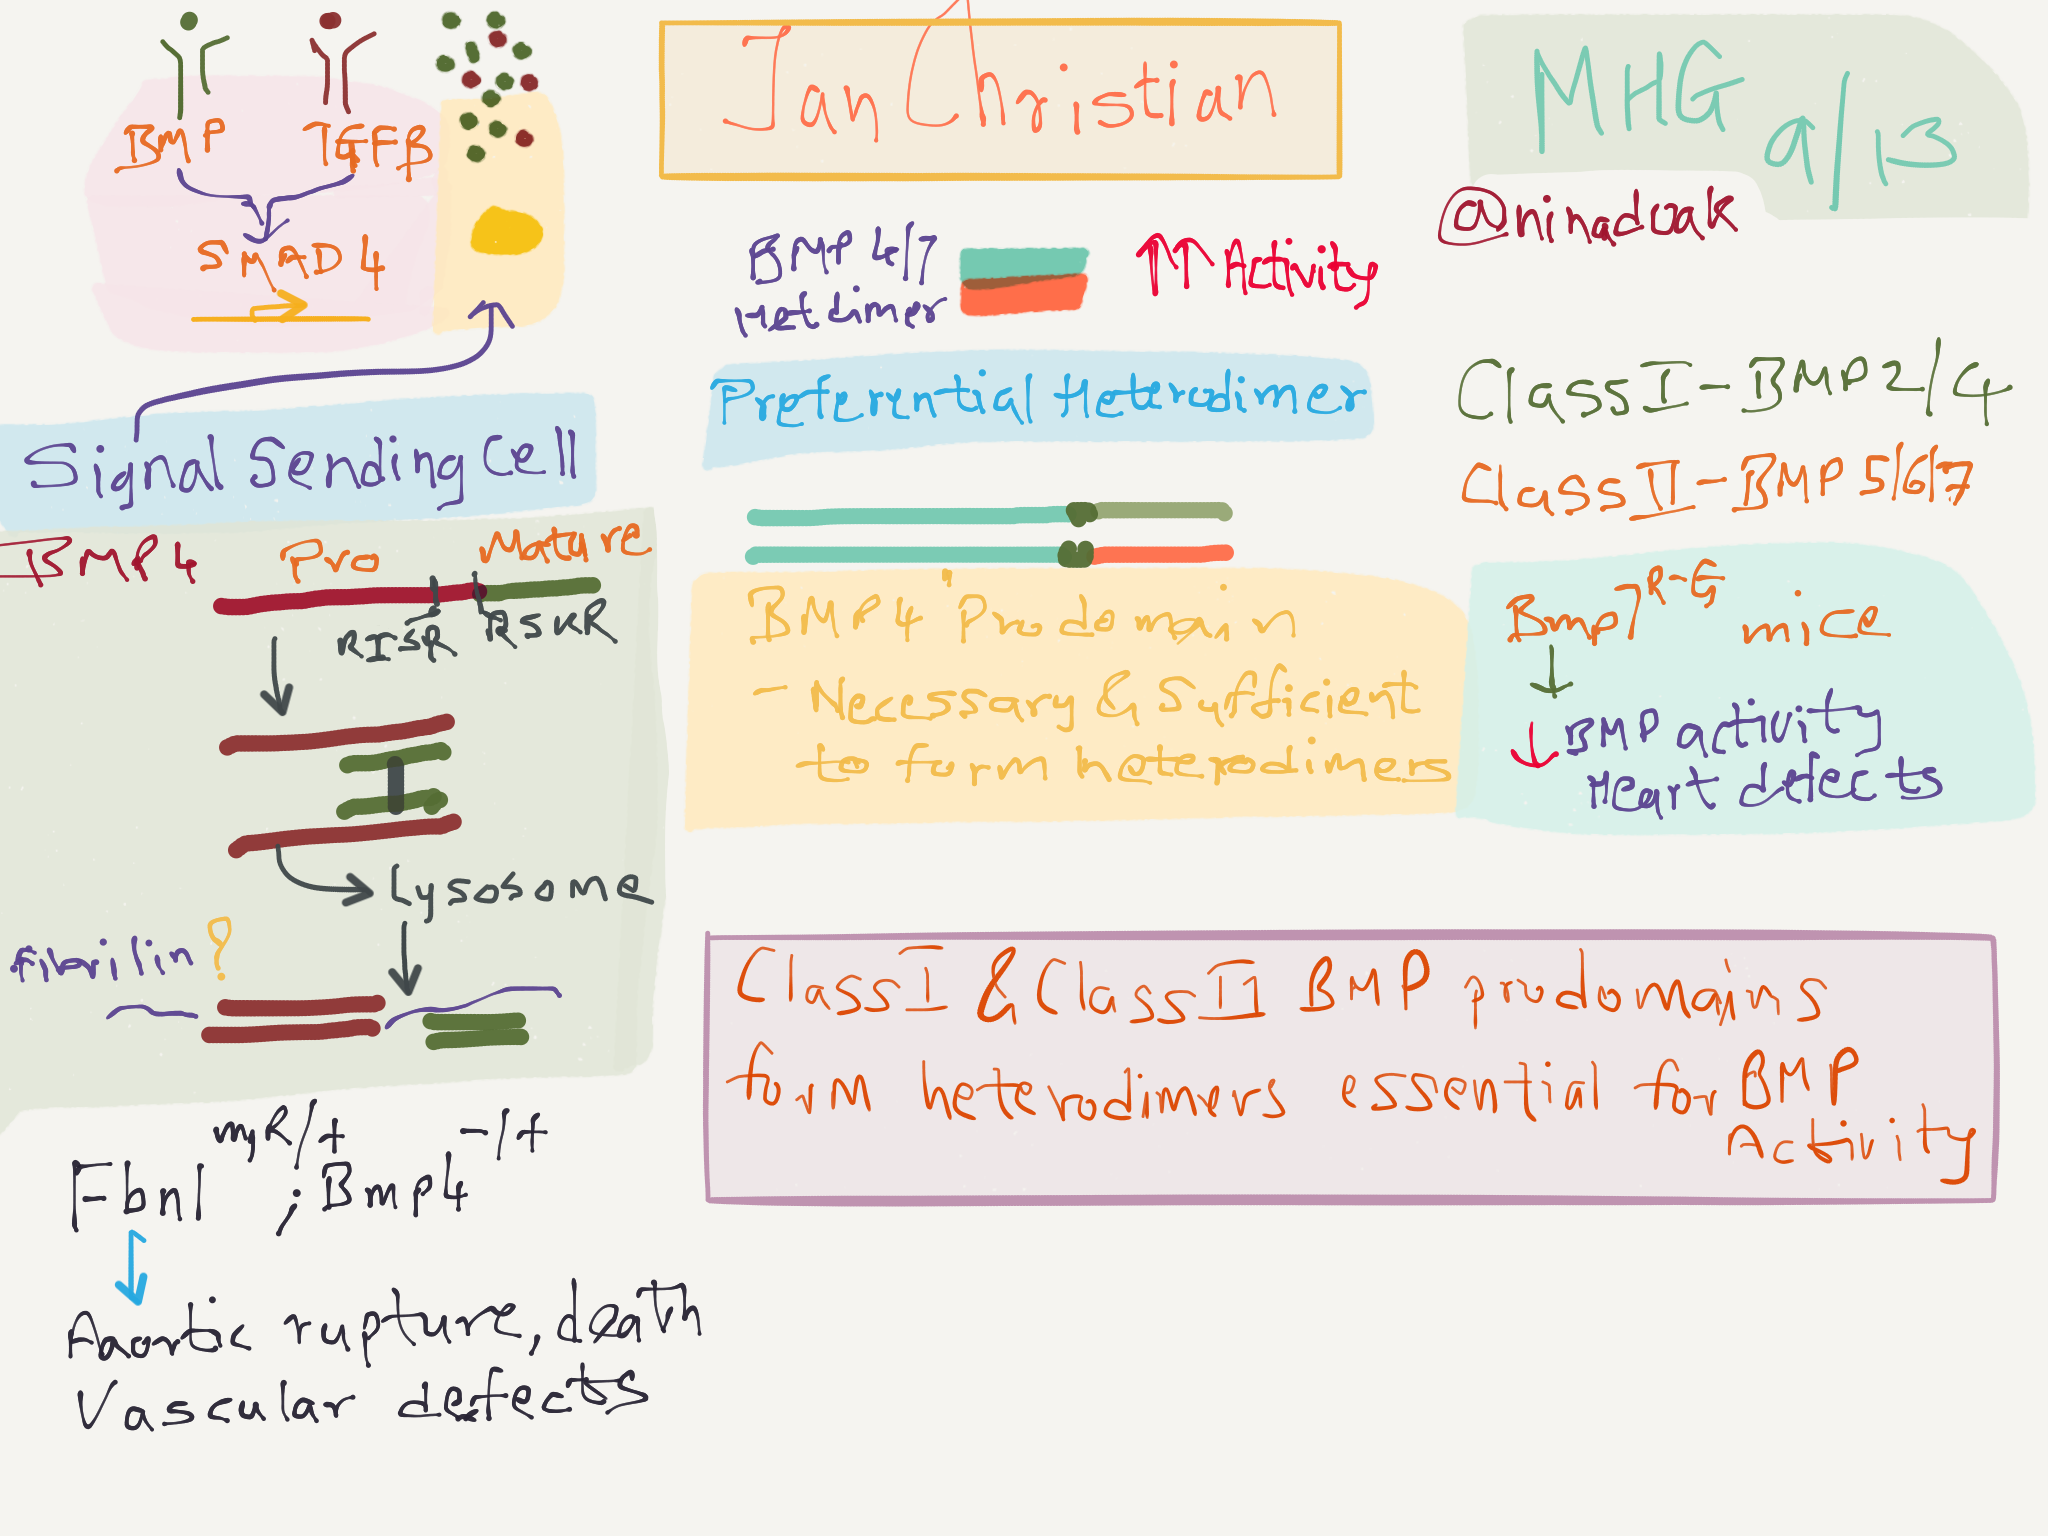 Jan Christian
MHG
9/13
@ninadoak
BMP
TGFβ
SMAD4
Signal Sending Cell
BMP4 Pro Mature
RISR RSKR
Lysosome
fibrilin?
Fbn1 mgR/+ ; Bmp4 -/+
Aaortic rupture, death
Vascular defects
BMP 4/7
Hetdimer
↑↑ Activity
Preferential Heterodimer
BMP4 Prodomain
- Necessary & Sufficient
to form heterodimers
Class I - BMP 2/4
Class II - BMP 5/6/7
Bmp7 R-G mice
↓ BMP activity
Heart defects
Class I & Class II BMP prodomains
form heterodimers essential for BMP
Activity